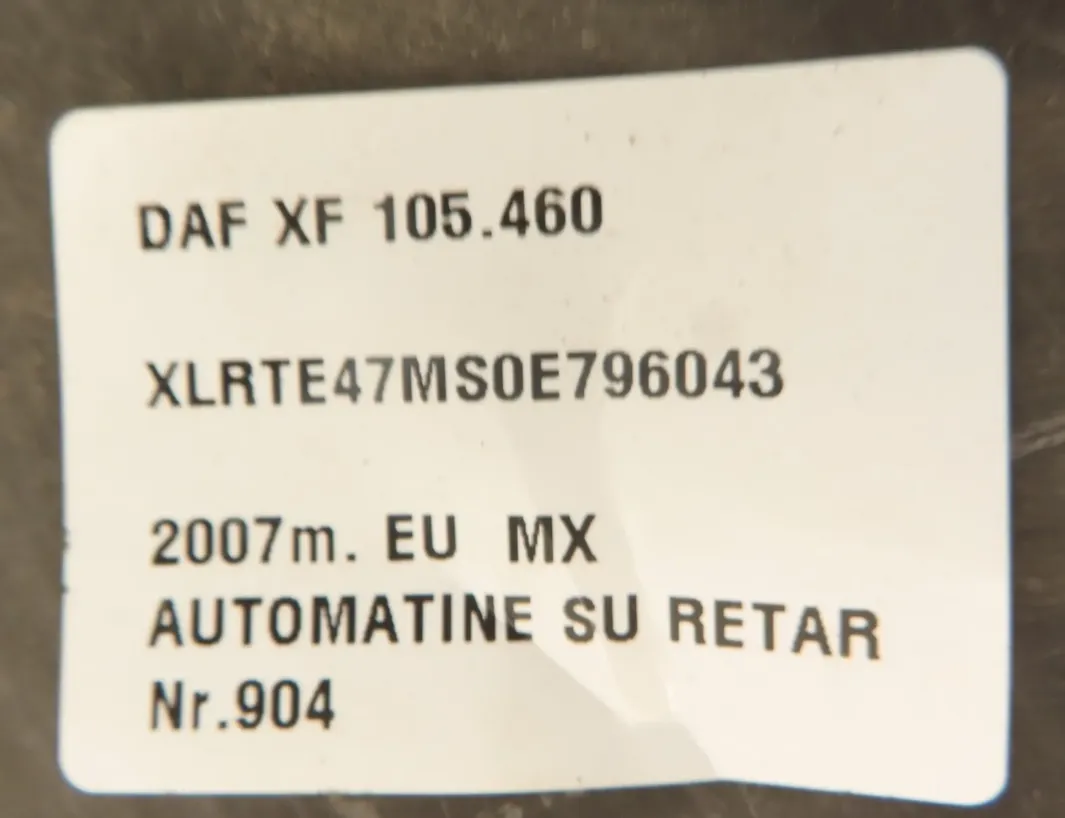 DAF XF 105.460
XLRTE47MS0E796043
2007m. EU MX
AUTOMATINE SU RETAR
Nr.904